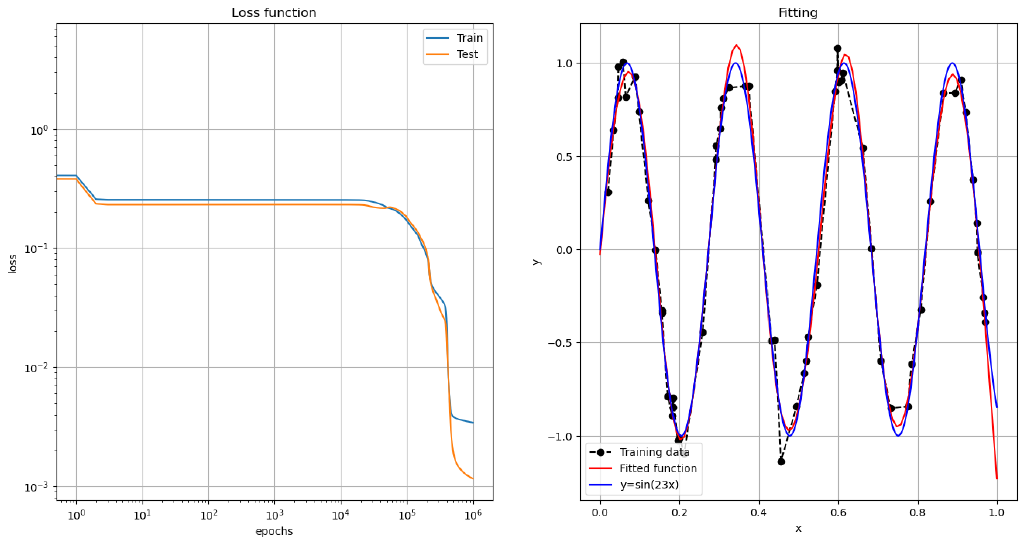 Loss function
Train
Test
10⁰
10⁻¹
10⁻²
10⁻³
loss
10⁰ 10¹ 10² 10³ 10⁴ 10⁵ 10⁶
epochs
Fitting
1.0
0.5
0.0
−0.5
−1.0
y
Training data
Fitted function
y=sin(23x)
0.0 0.2 0.4 0.6 0.8 1.0
x